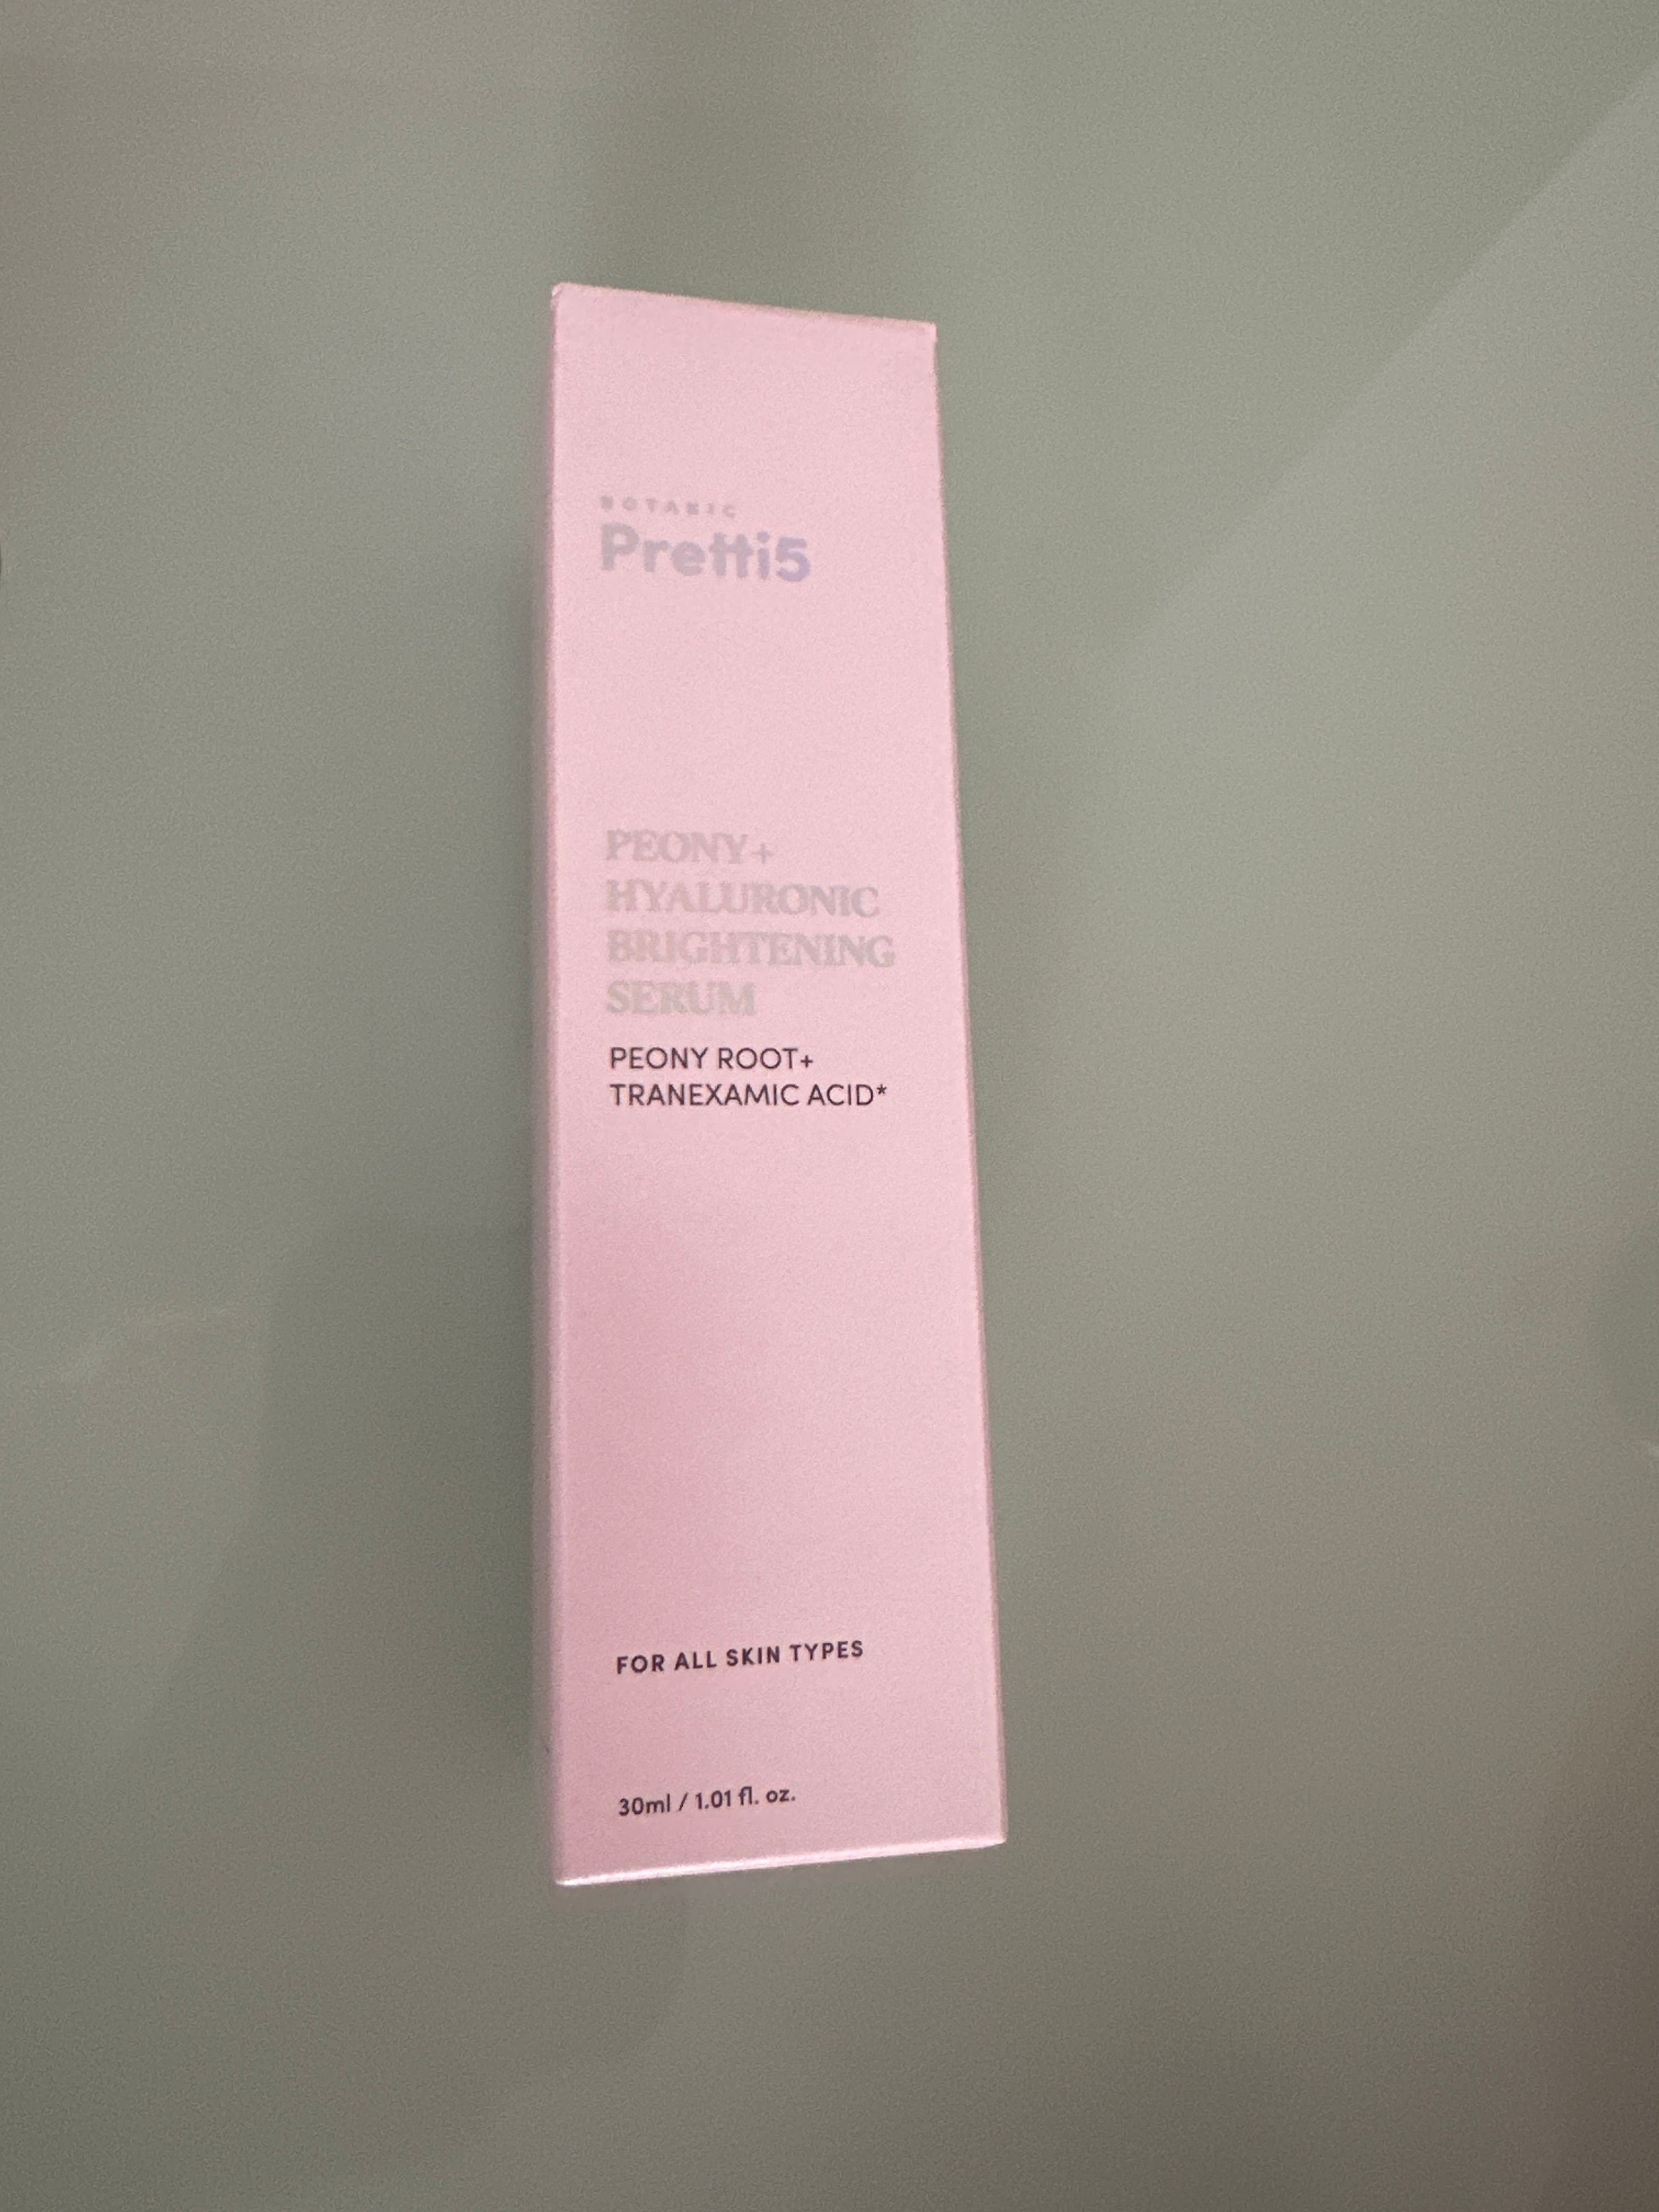 BOTANIC
Pretti5
PEONY+
HYALURONIC
BRIGHTENING
SERUM
PEONY ROOT+
TRANEXAMIC ACID*
FOR ALL SKIN TYPES
30ml / 1.01 fl. oz.